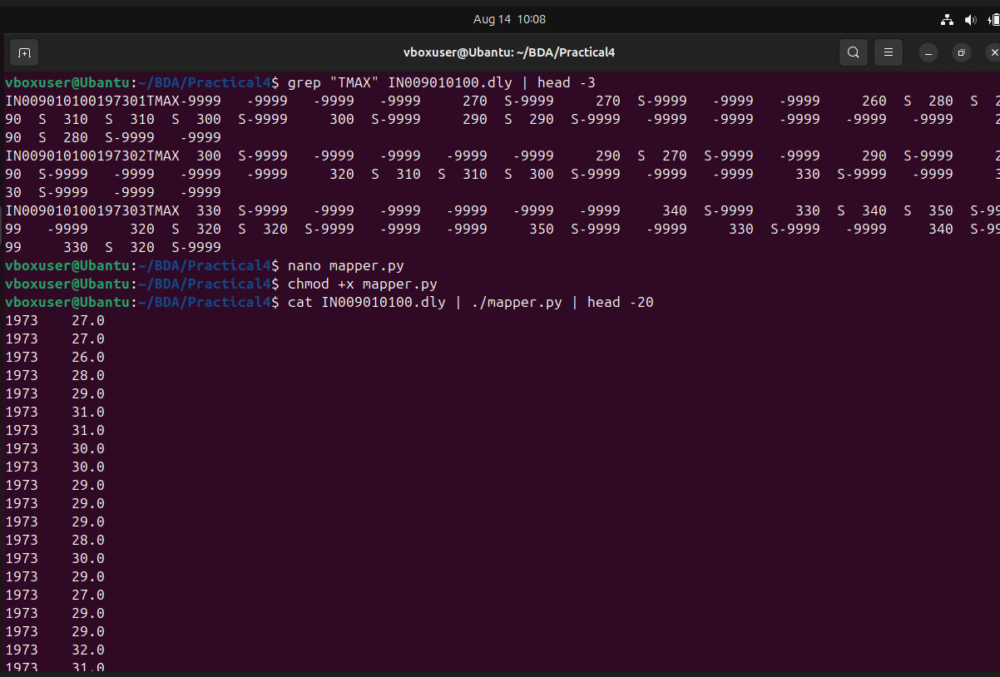 Aug 14 10:08
vboxuser@Ubantu: ~/BDA/Practical4
vboxuser@Ubantu:~/BDA/Practical4$ grep "TMAX" IN009010100.dly | head -3
IN009010100197301TMAX-9999   -9999   -9999   -9999     270  S-9999     270  S-9999   -9999   -9999     260  S  280  S  2
90  S  310  S  310  S  300  S-9999     300  S-9999     290  S  290  S-9999   -9999   -9999   -9999   -9999   -9999     2
90  S  280  S-9999   -9999
IN009010100197302TMAX  300  S-9999   -9999   -9999   -9999   -9999     290  S  270  S-9999   -9999     290  S-9999     2
90  S-9999   -9999   -9999   -9999     320  S  310  S  310  S  300  S-9999   -9999   -9999     330  S-9999   -9999     3
30  S-9999   -9999   -9999
IN009010100197303TMAX  330  S-9999   -9999   -9999   -9999   -9999   -9999     340  S-9999     330  S  340  S  350  S-99
99   -9999     320  S  320  S  320  S-9999   -9999   -9999     350  S-9999   -9999     330  S-9999   -9999     340  S-99
99     330  S  320  S-9999
vboxuser@Ubantu:~/BDA/Practical4$ nano mapper.py
vboxuser@Ubantu:~/BDA/Practical4$ chmod +x mapper.py
vboxuser@Ubantu:~/BDA/Practical4$ cat IN009010100.dly | ./mapper.py | head -20
1973    27.0
1973    27.0
1973    26.0
1973    28.0
1973    29.0
1973    31.0
1973    31.0
1973    30.0
1973    30.0
1973    29.0
1973    29.0
1973    29.0
1973    28.0
1973    30.0
1973    29.0
1973    27.0
1973    29.0
1973    29.0
1973    32.0
1973    31.0